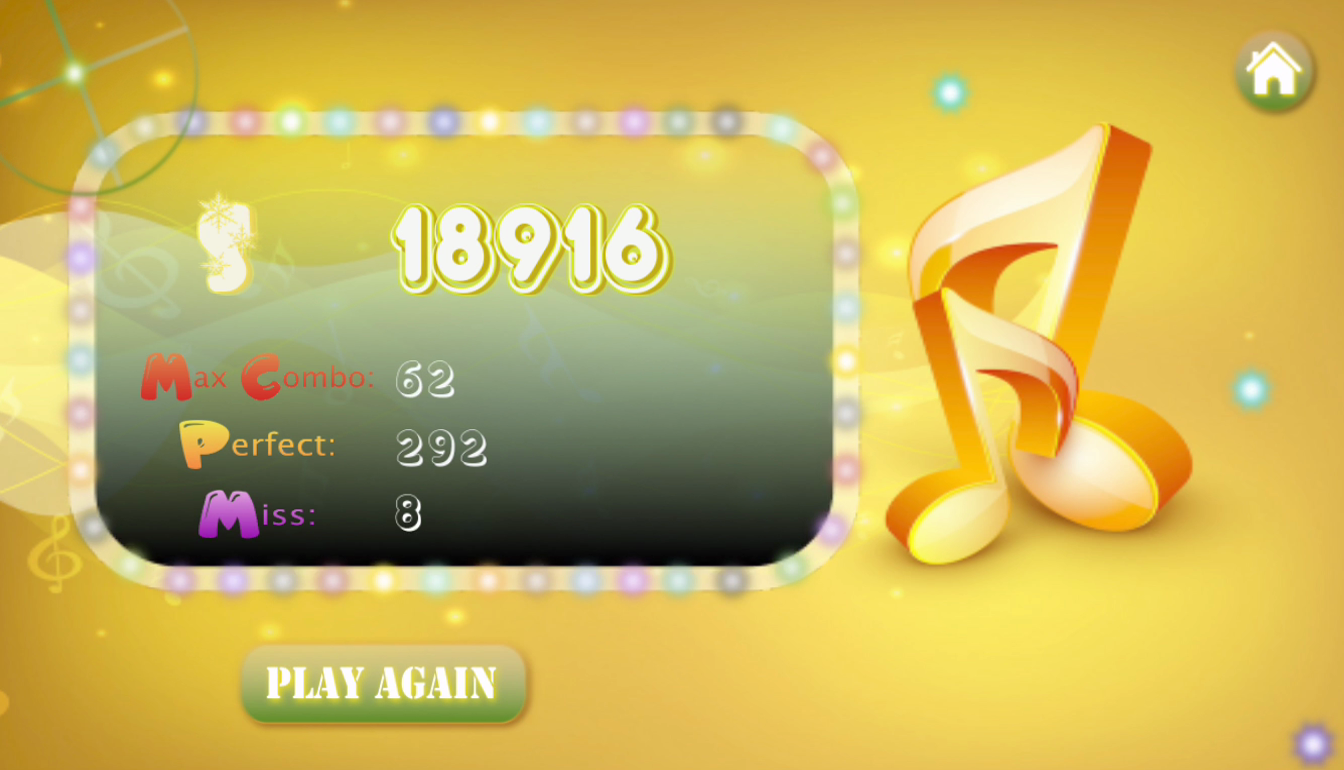 S 18916
Max Combo: 62
Perfect: 292
Miss: 8
PLAY AGAIN